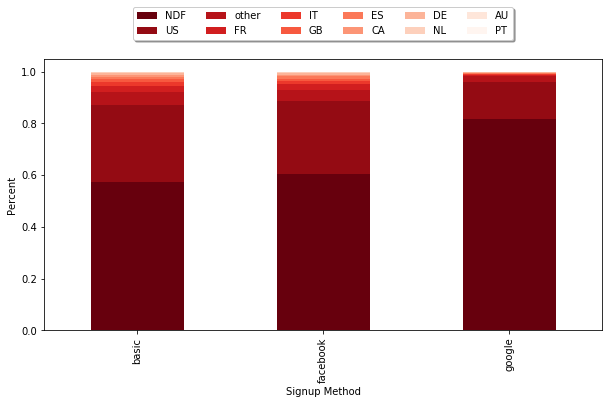 NDF other IT ES DE AU
US FR GB CA NL PT
1.0
0.8
0.6
0.4
0.2
0.0
Percent
basic
facebook
google
Signup Method